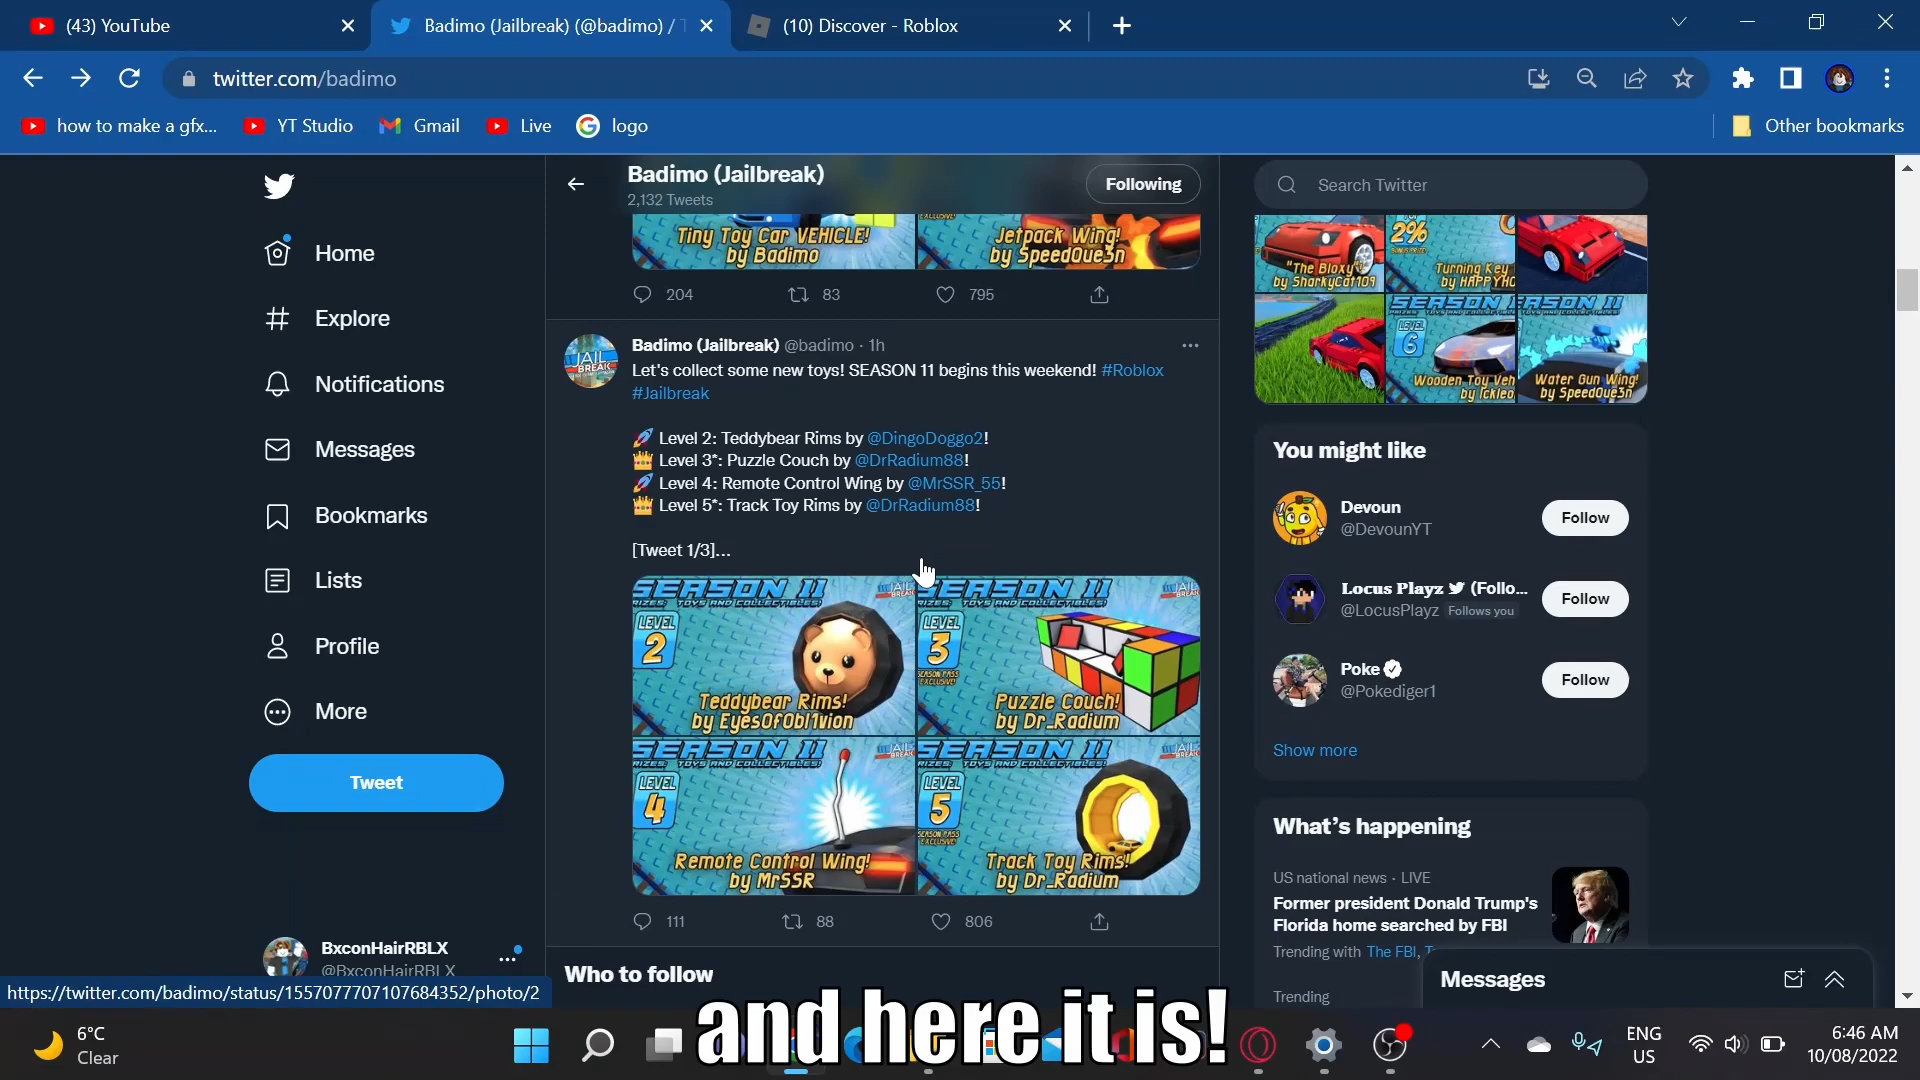 (43) YouTube
Badimo (Jailbreak) (@badimo) / T
(10) Discover - Roblox
twitter.com/badimo
how to make a gfx...
YT Studio
Gmail
Live
logo
Other bookmarks
Home
Explore
Notifications
Messages
Bookmarks
Lists
Profile
More
Tweet
BxconHairRBLX
@BxconHairRBLX
https://twitter.com/badimo/status/1557077707107684352/photo/2
Badimo (Jailbreak)
2,132 Tweets
Following
Tiny Toy Car VEHICLE!
by Badimo
Jetpack Wing!
by SpeedQue3n
204
83
795
Badimo (Jailbreak) @badimo · 1h
Let's collect some new toys! SEASON 11 begins this weekend! #Roblox
#Jailbreak
Level 2: Teddybear Rims by @DingoDoggo2!
Level 3*: Puzzle Couch by @DrRadium88!
Level 4: Remote Control Wing by @MrSSR_55!
Level 5*: Track Toy Rims by @DrRadium88!
[Tweet 1/3]...
SEASON 11
RIZES: TOYS AND COLLECTIBLES!
JAIL BREAK
LEVEL
2
Teddybear Rims!
by EyesOfObl1vion
SEASON 11
RIZES: TOYS AND COLLECTIBLES!
JAIL BREAK
LEVEL
3
SEASON PASS
EXCLUSIVE!
Puzzle Couch!
by Dr_Radium
SEASON 11
RIZES: TOYS AND COLLECTIBLES!
JAIL BREAK
LEVEL
4
Remote Control Wing!
by MrSSR
SEASON 11
RIZES: TOYS AND COLLECTIBLES!
JAIL BREAK
LEVEL
5
SEASON PASS
EXCLUSIVE!
Track Toy Rims!
by Dr_Radium
111
88
806
Who to follow
Search Twitter
"The Bloxy"
by SharkyCat109
2%
Turning Key
by HAPPYHO
SEASON 11
LEVEL
6
Wooden Toy Veh
by Ickleo
EASON 11
Water Gun Wing!
by SpeedQue3n
You might like
Devoun
@DevounYT
Follow
Locus Playz (Follo...
@LocusPlayz Follows you
Follow
Poke
@Pokediger1
Follow
Show more
What's happening
US national news · LIVE
Former president Donald Trump's
Florida home searched by FBI
Trending with The FBI, T
Trending
Messages
and here it is!
6°C
Clear
ENG
US
6:46 AM
10/08/2022